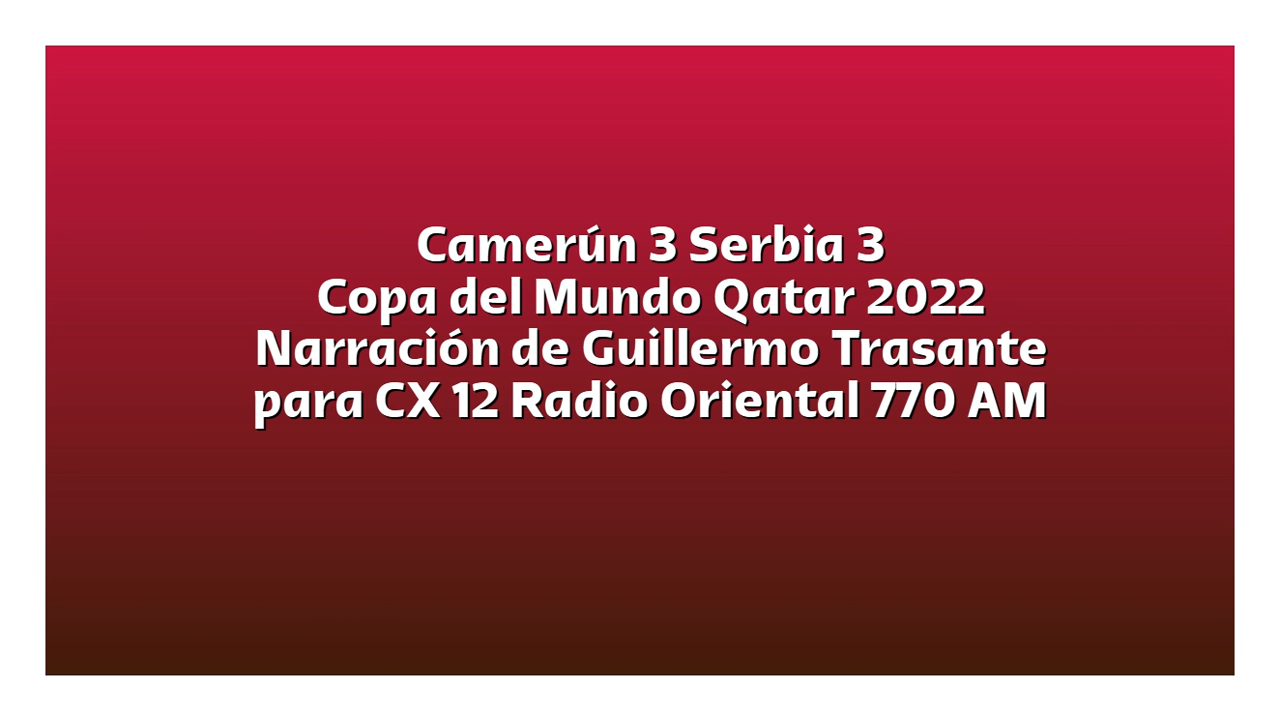 Camerún 3 Serbia 3
Copa del Mundo Qatar 2022
Narración de Guillermo Trasante
para CX 12 Radio Oriental 770 AM